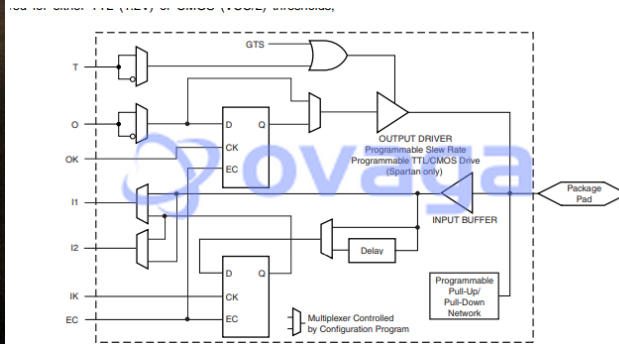 GTS
T
O
D
Q
OK
CK
EC
OUTPUT DRIVER
Programmable Slew Rate
Programmable TTL/CMOS Drive
(Spartan only)
ovaga
Package
Pad
I1
INPUT BUFFER
I2
Delay
D
Q
Programmable
Pull-Up/
Pull-Down
Network
IK
CK
EC
EC
Multiplexer Controlled
by Configuration Program